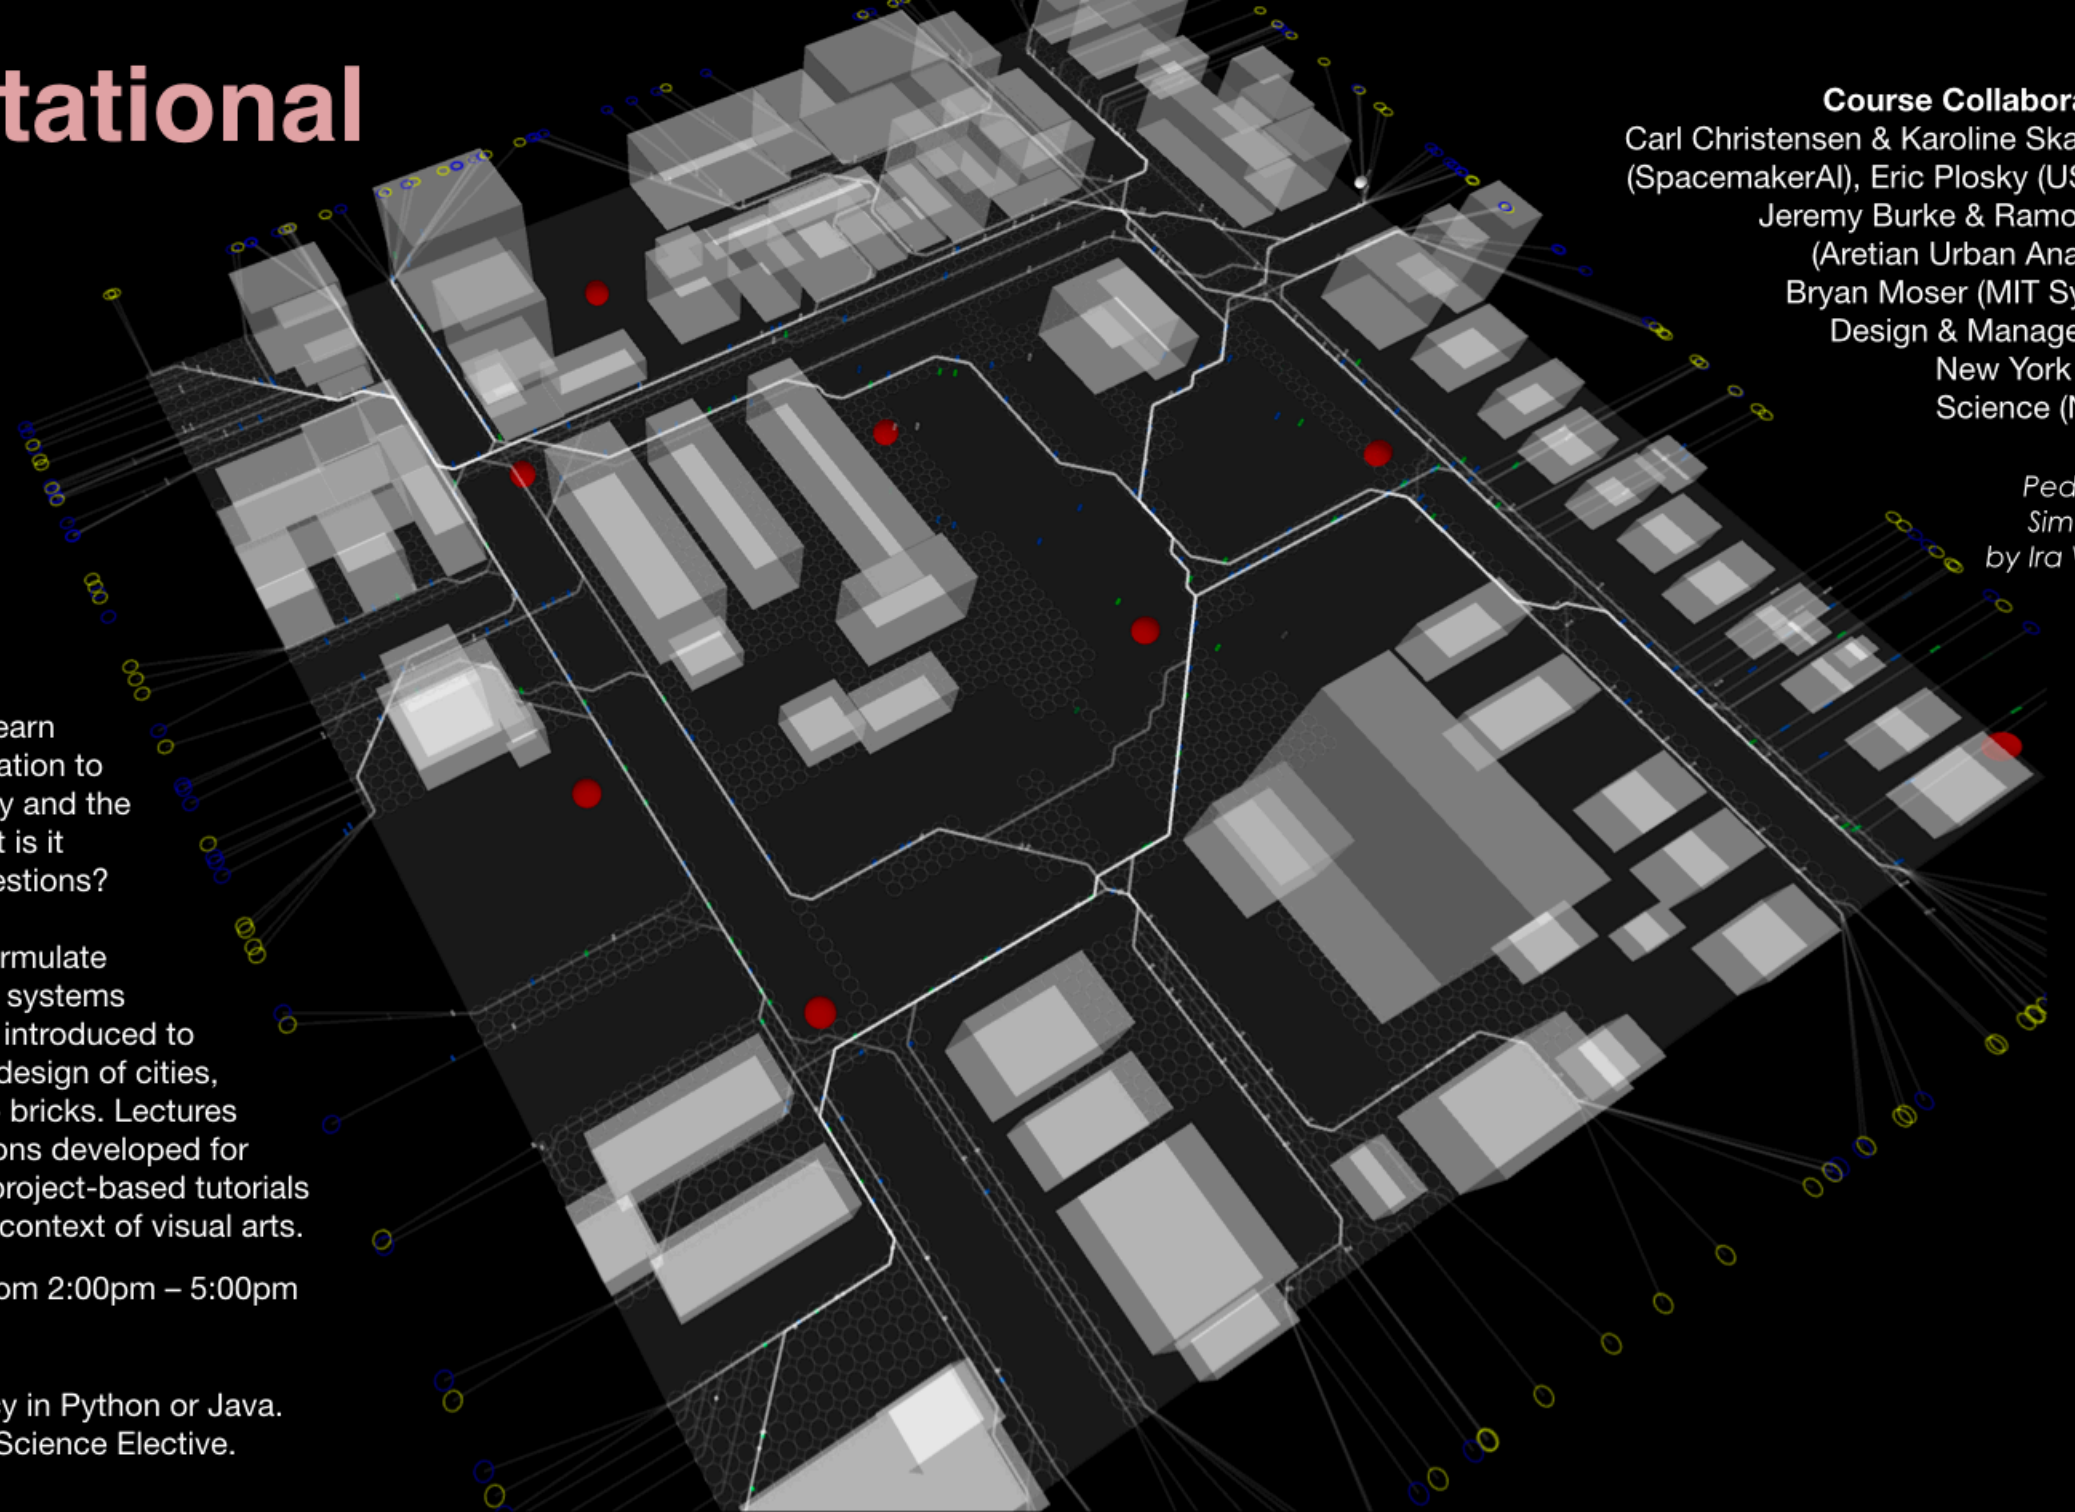 tational
earn
ation to
y and the
t is it
estions?
rmulate
systems
introduced to
design of cities,
bricks. Lectures
ons developed for
project-based tutorials
context of visual arts.
om 2:00pm – 5:00pm
y in Python or Java.
Science Elective.
Course Collabora
Carl Christensen & Karoline Ska
(SpacemakerAI), Eric Plosky (US
Jeremy Burke & Ramo
(Aretian Urban Ana
Bryan Moser (MIT Sy
Design & Manage
New York
Science (
Ped
Sim
by Ira